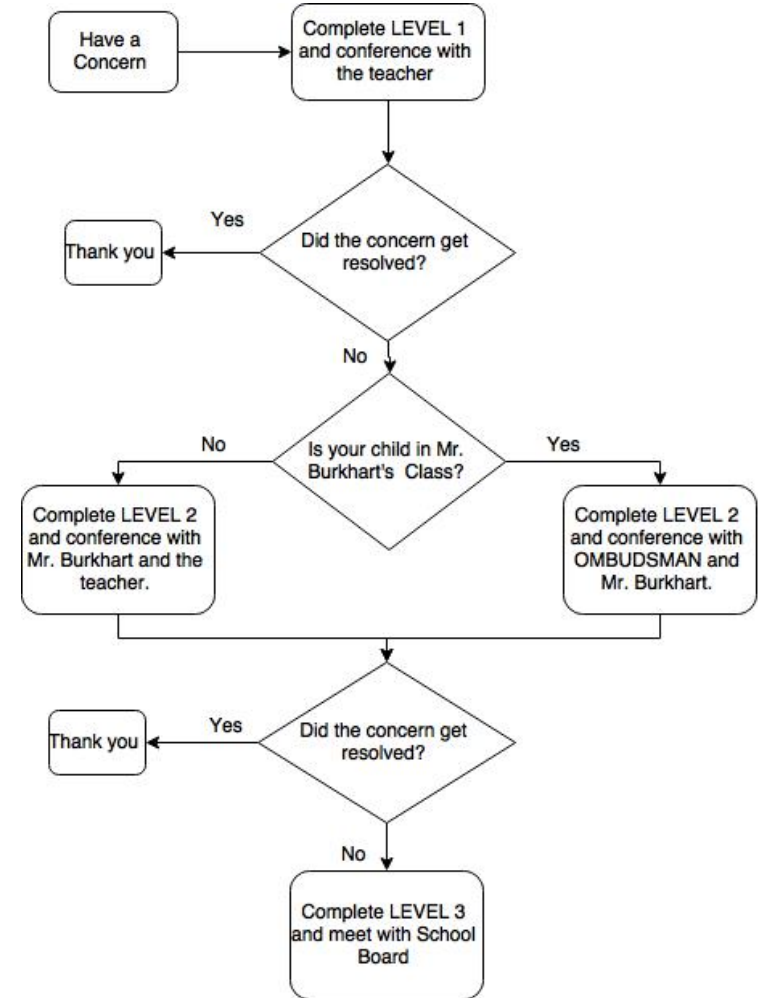 Have a
Concern
Complete LEVEL 1
and conference with
the teacher
Did the concern get
resolved?
Yes
Thank you
No
Is your child in Mr.
Burkhart's Class?
No
Yes
Complete LEVEL 2
and conference with
Mr. Burkhart and the
teacher.
Complete LEVEL 2
and conference with
OMBUDSMAN and
Mr. Burkhart.
Did the concern get
resolved?
Yes
Thank you
No
Complete LEVEL 3
and meet with School
Board